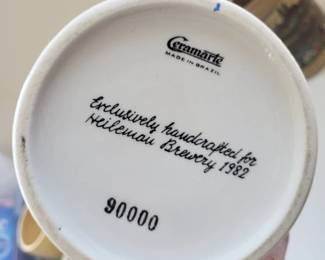 Ceramarte
MADE IN BRAZIL
Exclusively handcrafted for
Heileman Brewery 1982
90000